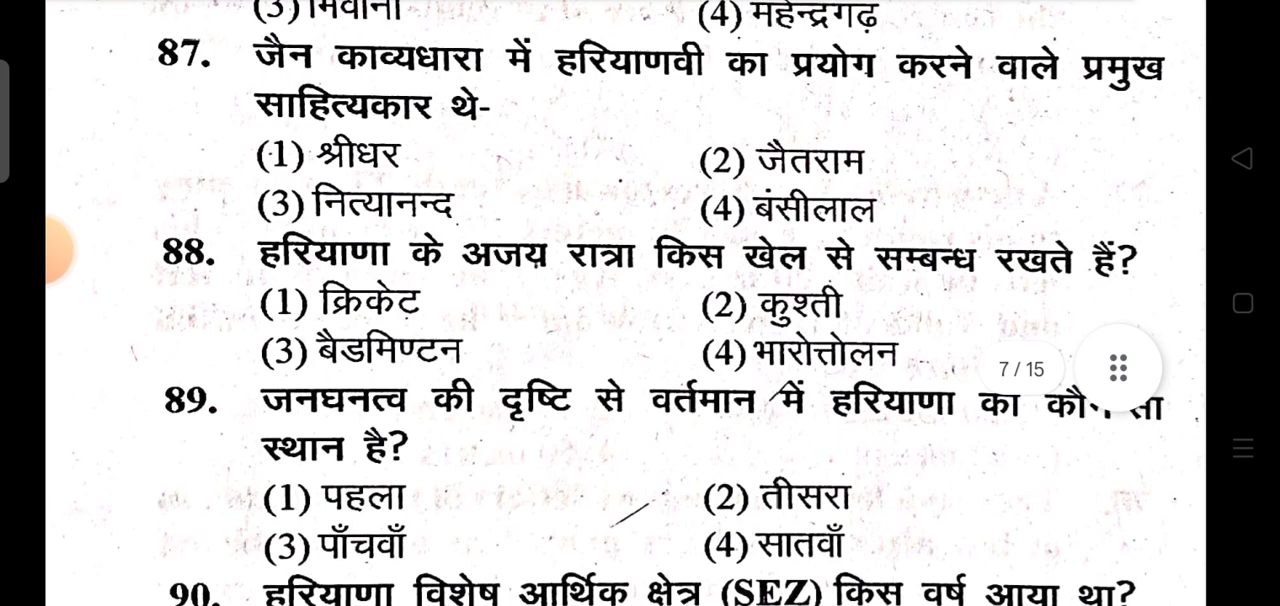 (3) भिवानी (4) महेन्द्रगढ़
87. जैन काव्यधारा में हरियाणवी का प्रयोग करने वाले प्रमुख
साहित्यकार थे-
(1) श्रीधर (2) जैतराम
(3) नित्यानन्द (4) बंसीलाल
88. हरियाणा के अजय रात्रा किस खेल से सम्बन्ध रखते हैं?
(1) क्रिकेट (2) कुश्ती
(3) बैडमिण्टन (4) भारोत्तोलन
7 / 15
89. जनघनत्व की दृष्टि से वर्तमान में हरियाणा का कौन सा
स्थान है?
(1) पहला (2) तीसरा
(3) पाँचवाँ (4) सातवाँ
90. हरियाणा विशेष आर्थिक क्षेत्र (SEZ) किस वर्ष आया था?